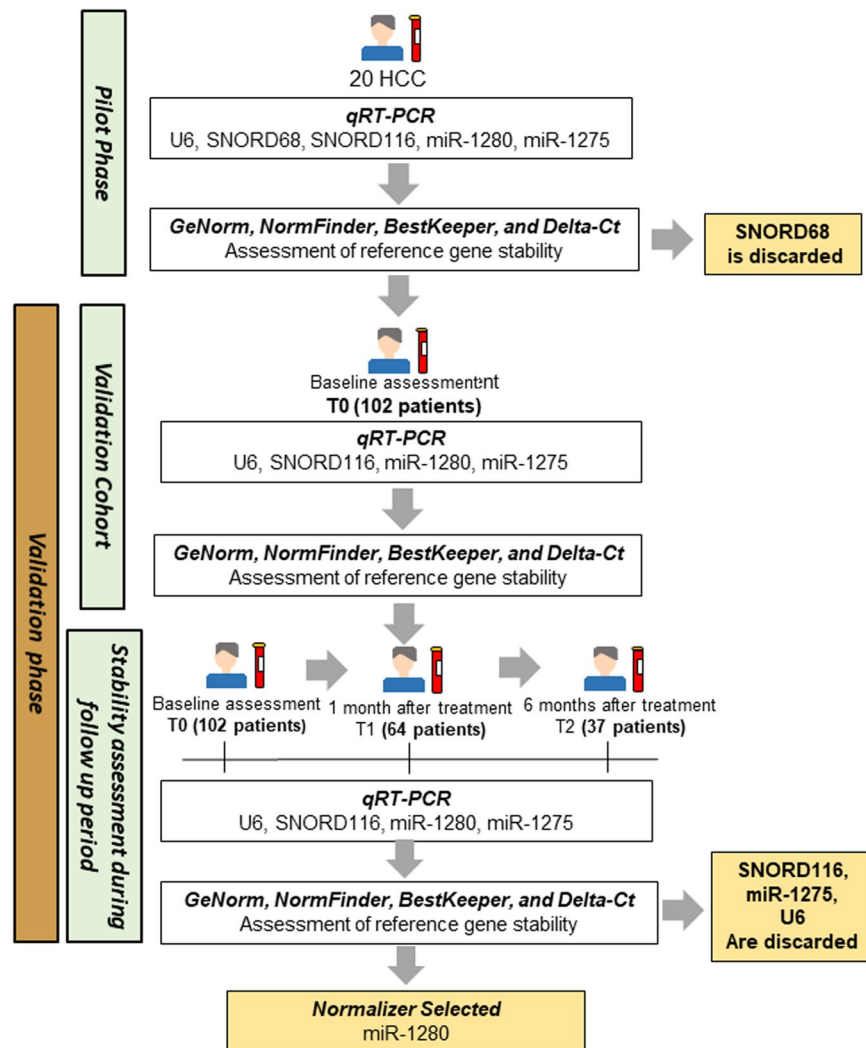 Pilot Phase
20 HCC
qRT-PCR
U6, SNORD68, SNORD116, miR-1280, miR-1275
GeNorm, NormFinder, BestKeeper, and Delta-Ct
Assessment of reference gene stability
SNORD68
is discarded
Validation phase
Validation Cohort
Baseline assessment
T0 (102 patients)
qRT-PCR
U6, SNORD116, miR-1280, miR-1275
GeNorm, NormFinder, BestKeeper, and Delta-Ct
Assessment of reference gene stability
Stability assessment during
follow up period
Baseline assessment
T0 (102 patients)
1 month after treatment
T1 (64 patients)
6 months after treatment
T2 (37 patients)
qRT-PCR
U6, SNORD116, miR-1280, miR-1275
GeNorm, NormFinder, BestKeeper, and Delta-Ct
Assessment of reference gene stability
SNORD116,
miR-1275,
U6
Are discarded
Normalizer Selected
miR-1280